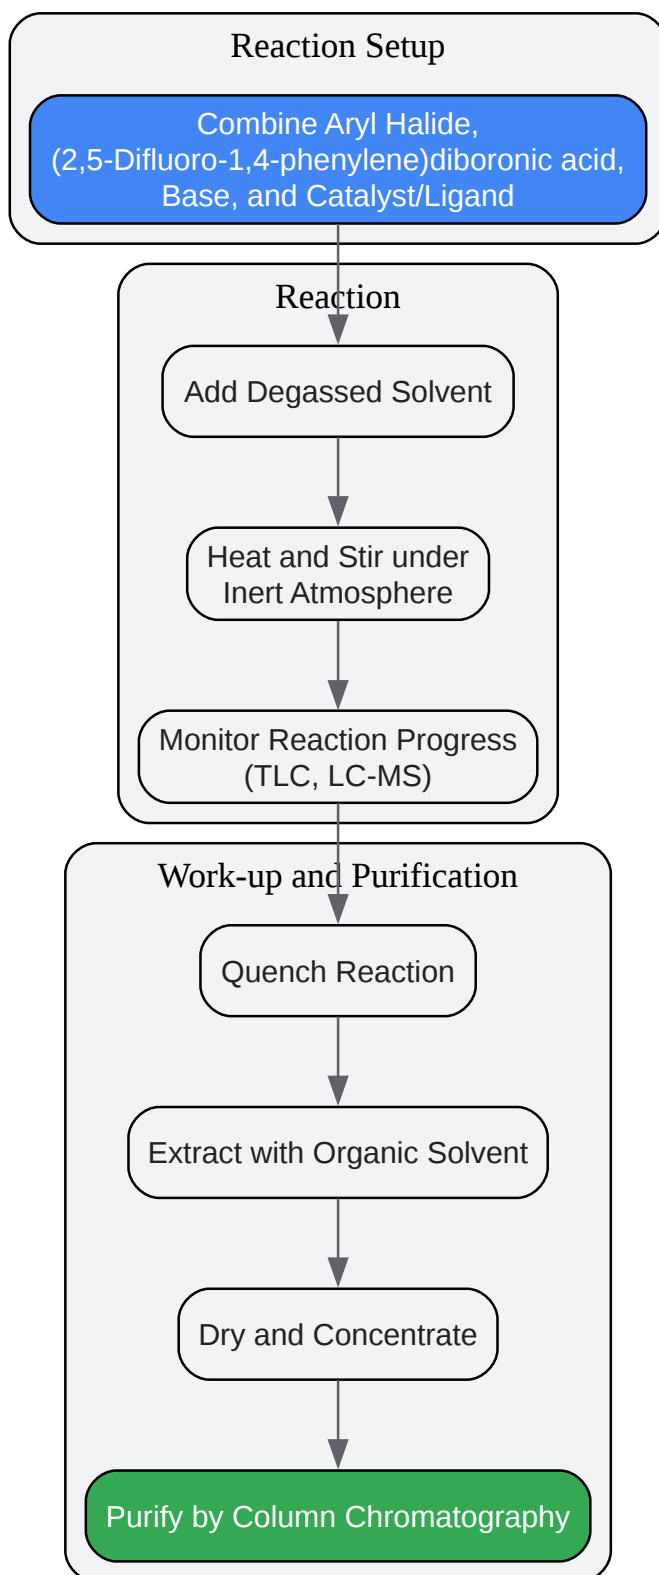 Reaction Setup
Combine Aryl Halide,
(2,5-Difluoro-1,4-phenylene)diboronic acid,
Base, and Catalyst/Ligand
Reaction
Add Degassed Solvent
Heat and Stir under
Inert Atmosphere
Monitor Reaction Progress
(TLC, LC-MS)
Work-up and Purification
Quench Reaction
Extract with Organic Solvent
Dry and Concentrate
Purify by Column Chromatography